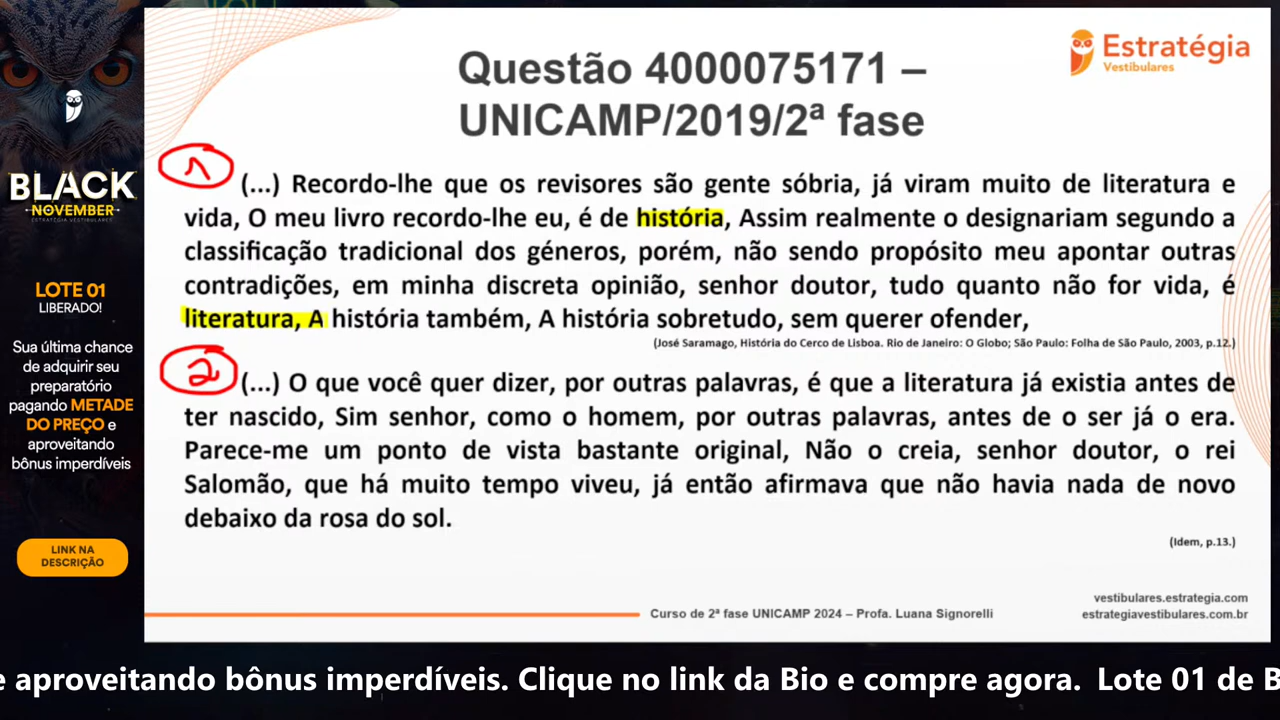 Estratégia
Vestibulares
Questão 4000075171 –
UNICAMP/2019/2ª fase
1
(...) Recordo-lhe que os revisores são gente sóbria, já viram muito de literatura e
vida, O meu livro recordo-lhe eu, é de história, Assim realmente o designariam segundo a
classificação tradicional dos géneros, porém, não sendo propósito meu apontar outras
contradições, em minha discreta opinião, senhor doutor, tudo quanto não for vida, é
literatura, A história também, A história sobretudo, sem querer ofender,
(José Saramago, História do Cerco de Lisboa. Rio de Janeiro: O Globo; São Paulo: Folha de São Paulo, 2003, p.12.)
2
(...) O que você quer dizer, por outras palavras, é que a literatura já existia antes de
ter nascido, Sim senhor, como o homem, por outras palavras, antes de o ser já o era.
Parece-me um ponto de vista bastante original, Não o creia, senhor doutor, o rei
Salomão, que há muito tempo viveu, já então afirmava que não havia nada de novo
debaixo da rosa do sol.
(Idem, p.13.)
Curso de 2ª fase UNICAMP 2024 – Profa. Luana Signorelli
vestibulares.estrategia.com
estrategiavestibulares.com.br
BLACK
NOVEMBER
ESTRATÉGIA VESTIBULARES
LOTE 01
LIBERADO!
Sua última chance
de adquirir seu
preparatório
pagando METADE
DO PREÇO e
aproveitando
bônus imperdíveis
LINK NA
DESCRIÇÃO
e aproveitando bônus imperdíveis. Clique no link da Bio e compre agora. Lote 01 de B